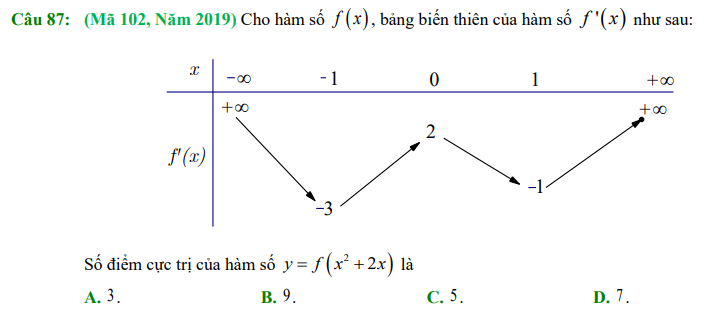 Câu 87: (Mã 102, Năm 2019) Cho hàm số f(x), bảng biến thiên của hàm số f'(x) như sau:
x −∞ -1 0 1 +∞
+∞ +∞
2
f'(x)
−1
−3
Số điểm cực trị của hàm số y = f(x² + 2x) là
A. 3. B. 9. C. 5. D. 7.